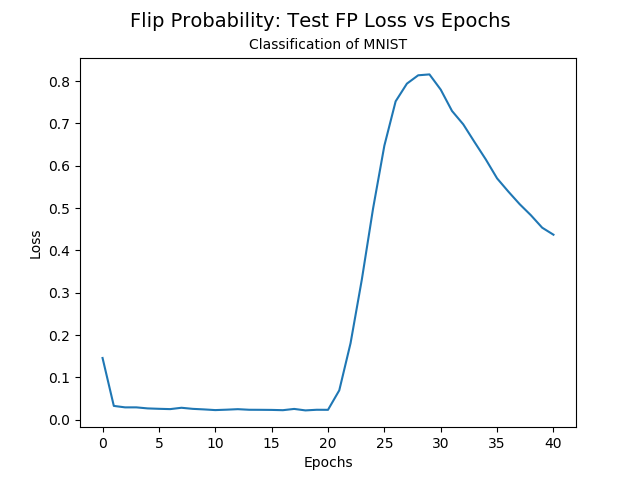 Flip Probability: Test FP Loss vs Epochs
Classification of MNIST
0.8
0.7
0.6
0.5
0.4
0.3
0.2
0.1
0.0
Loss
0 5 10 15 20 25 30 35 40
Epochs